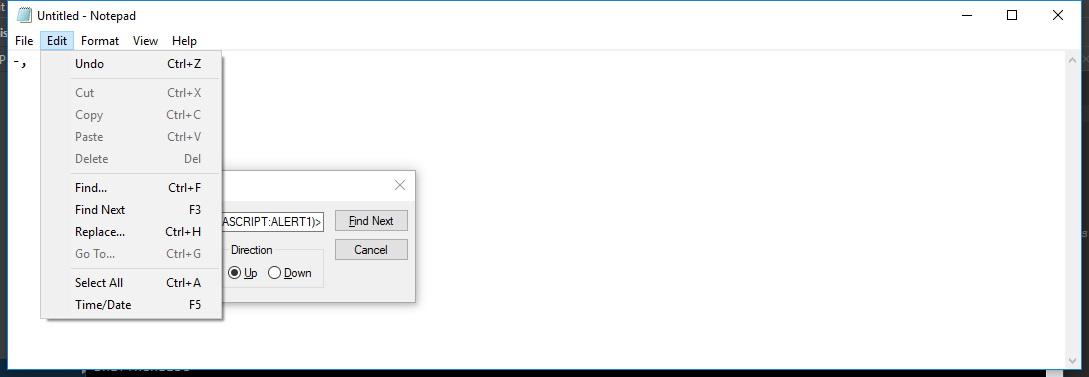 Untitled - Notepad
File Edit Format View Help
-,
Undo Ctrl+Z
Cut Ctrl+X
Copy Ctrl+C
Paste Ctrl+V
Delete Del
Find... Ctrl+F
Find Next F3
Replace... Ctrl+H
Go To... Ctrl+G
Select All Ctrl+A
Time/Date F5
ASCRIPT:ALERT1)> Find Next
Direction Cancel
Up Down